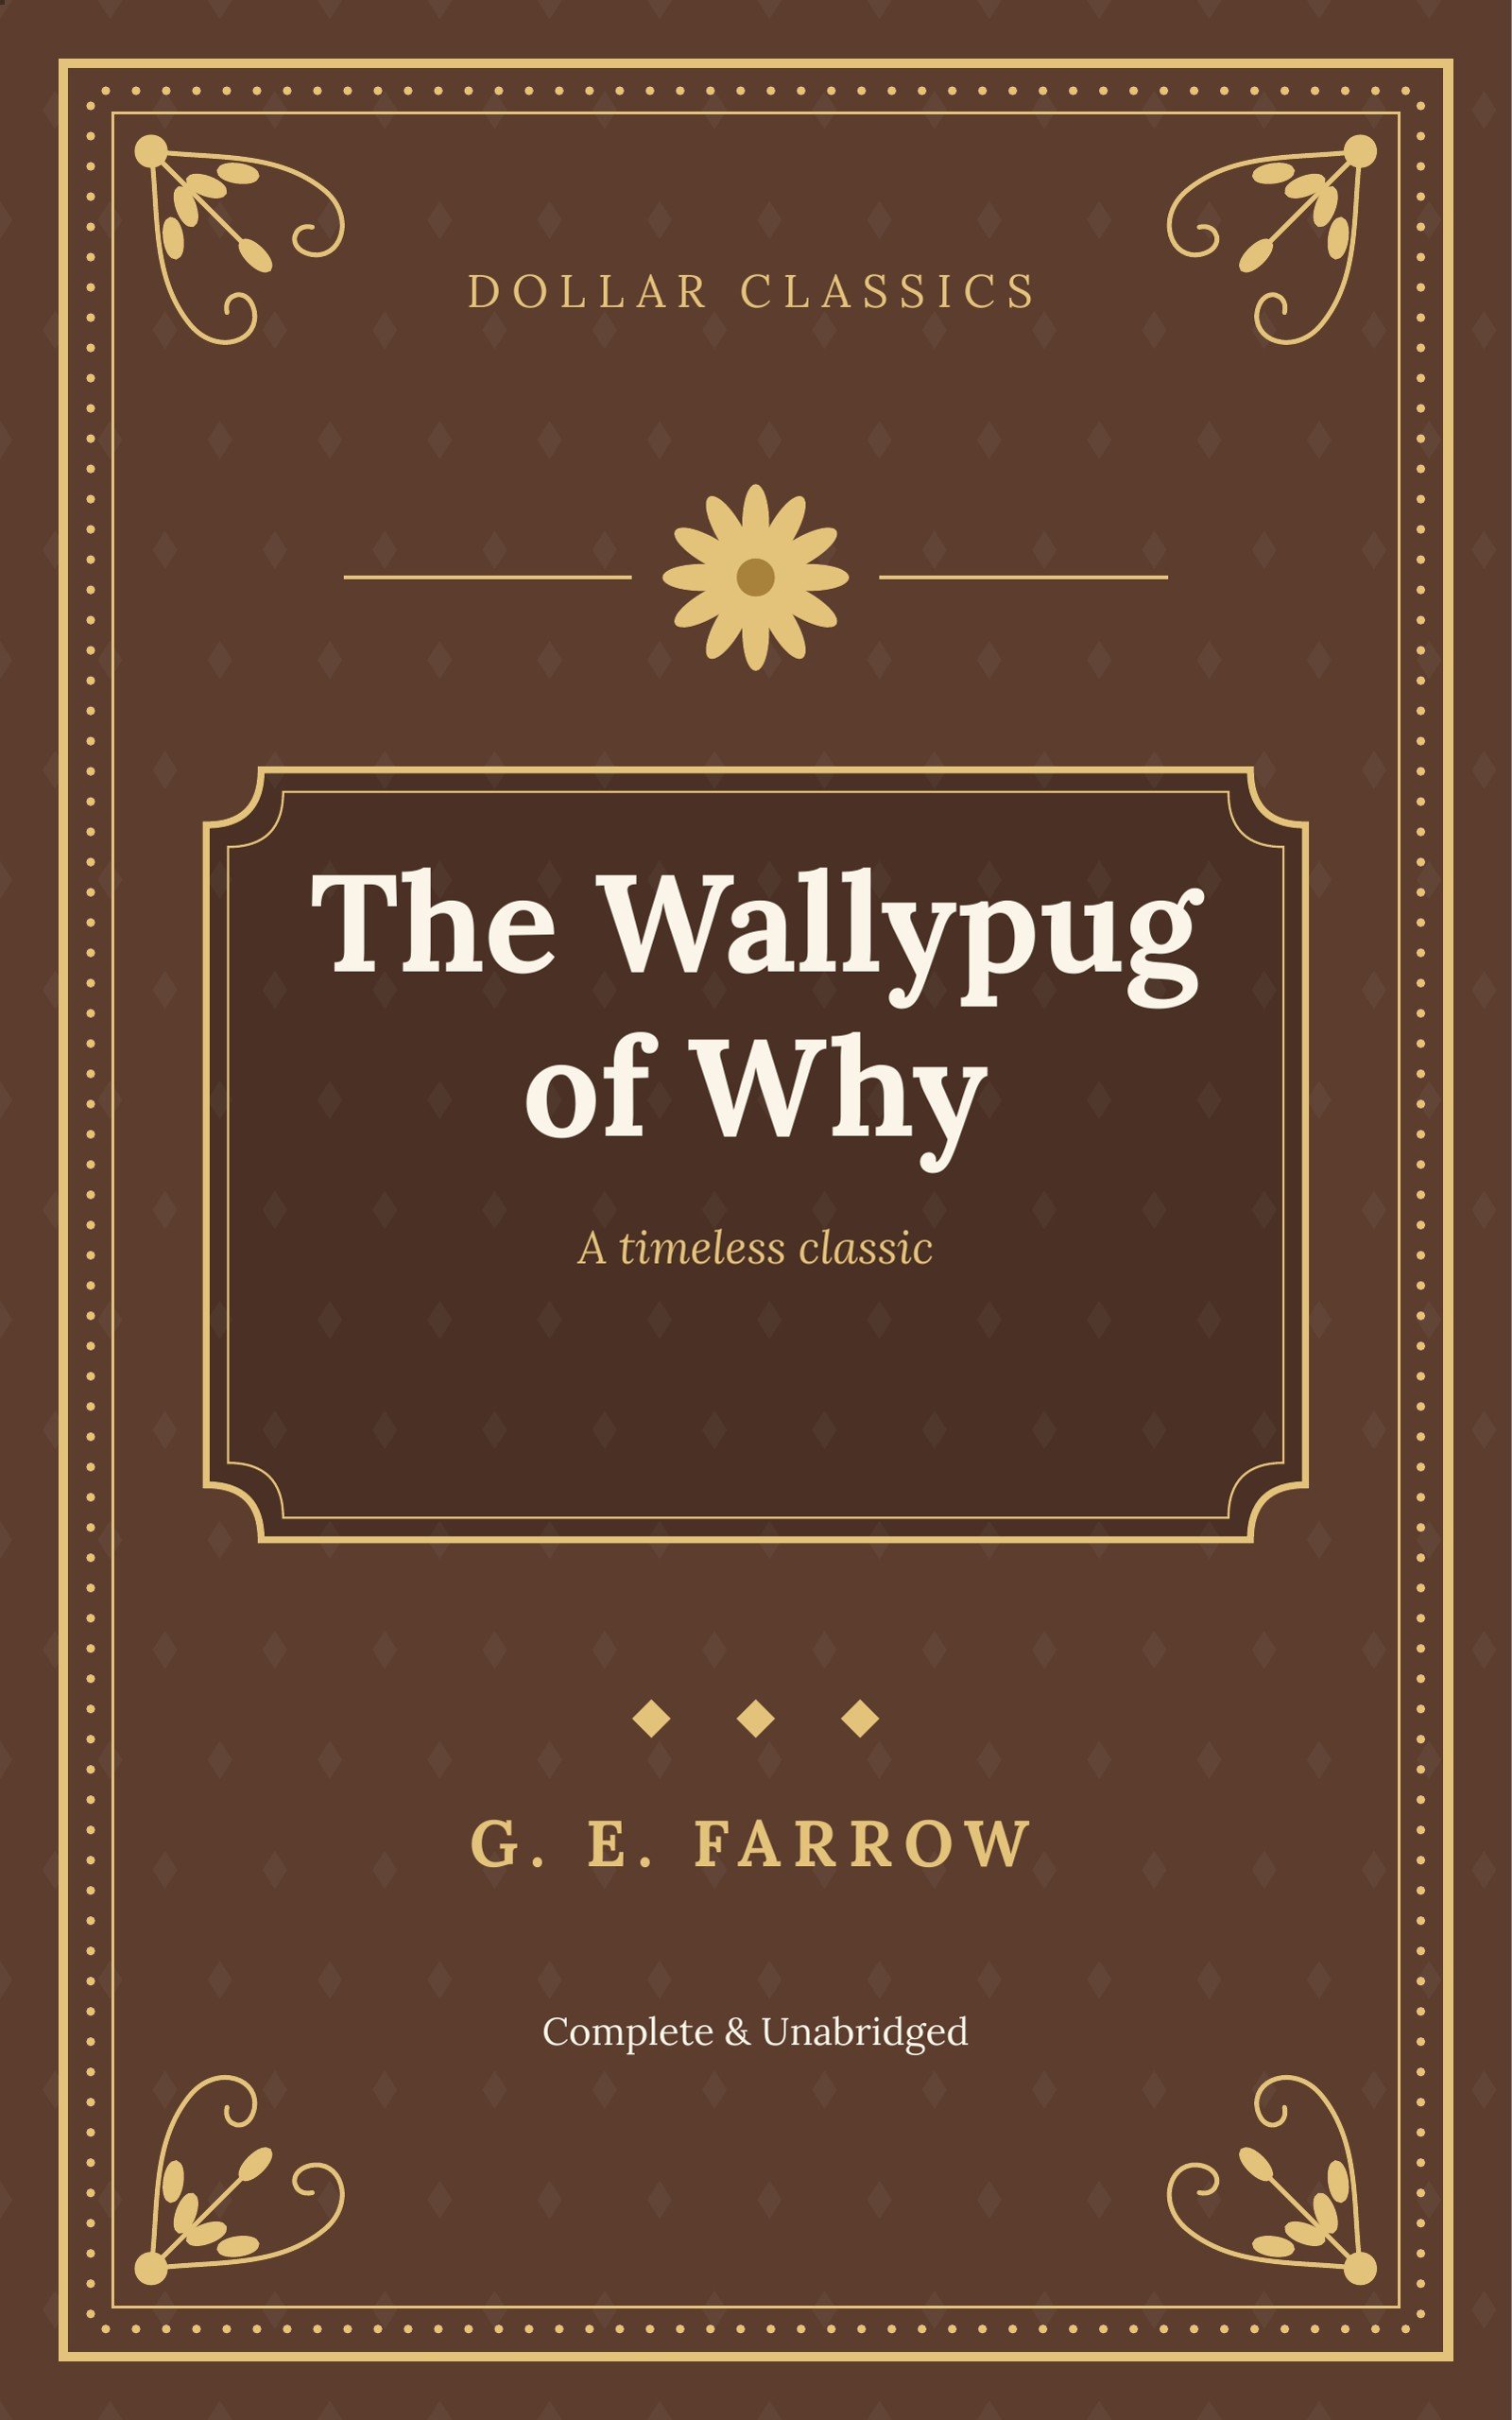 DOLLAR CLASSICS
The Wallypug
of Why
A timeless classic
G. E. FARROW
Complete & Unabridged